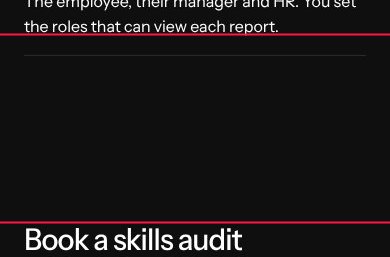 The employee, their manager and HR. You set
the roles that can view each report.
Book a skills audit